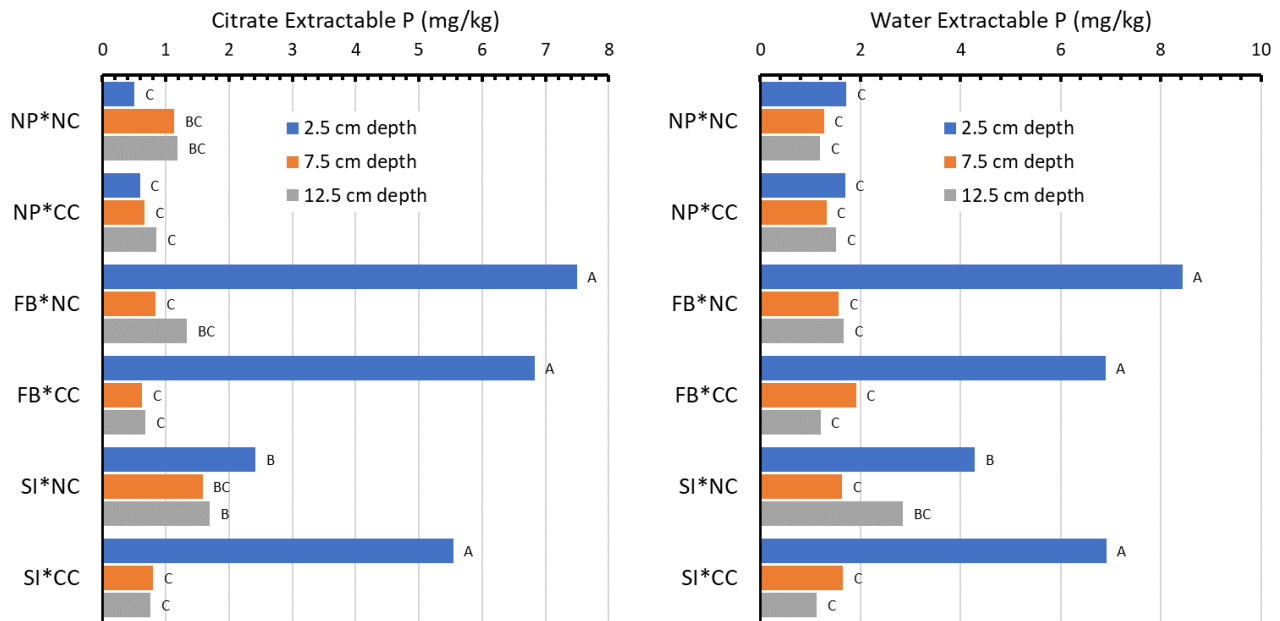 Citrate Extractable P (mg/kg)
0 1 2 3 4 5 6 7 8
NP*NC
C
BC
BC
2.5 cm depth
7.5 cm depth
12.5 cm depth
NP*CC
C
C
C
FB*NC
A
C
BC
FB*CC
A
C
C
SI*NC
B
BC
B
SI*CC
A
C
C
Water Extractable P (mg/kg)
0 2 4 6 8 10
NP*NC
C
C
C
2.5 cm depth
7.5 cm depth
12.5 cm depth
NP*CC
C
C
C
FB*NC
A
C
C
FB*CC
A
C
C
SI*NC
B
C
BC
SI*CC
A
C
C